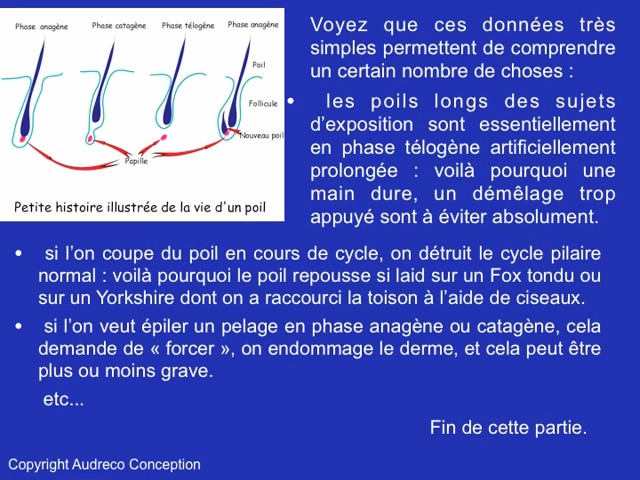 Phase anagène Phase catagène Phase télogène Phase anagène
Poil
Follicule
Nouveau poil
Papille
Petite histoire illustrée de la vie d'un poil
Voyez que ces données très
simples permettent de comprendre
un certain nombre de choses :
• les poils longs des sujets
d’exposition sont essentiellement
en phase télogène artificiellement
prolongée : voilà pourquoi une
main dure, un démêlage trop
appuyé sont à éviter absolument.
• si l’on coupe du poil en cours de cycle, on détruit le cycle pilaire
normal : voilà pourquoi le poil repousse si laid sur un Fox tondu ou
sur un Yorkshire dont on a raccourci la toison à l’aide de ciseaux.
• si l’on veut épiler un pelage en phase anagène ou catagène, cela
demande de « forcer », on endommage le derme, et cela peut être
plus ou moins grave.
etc...
Fin de cette partie.
Copyright Audreco Conception